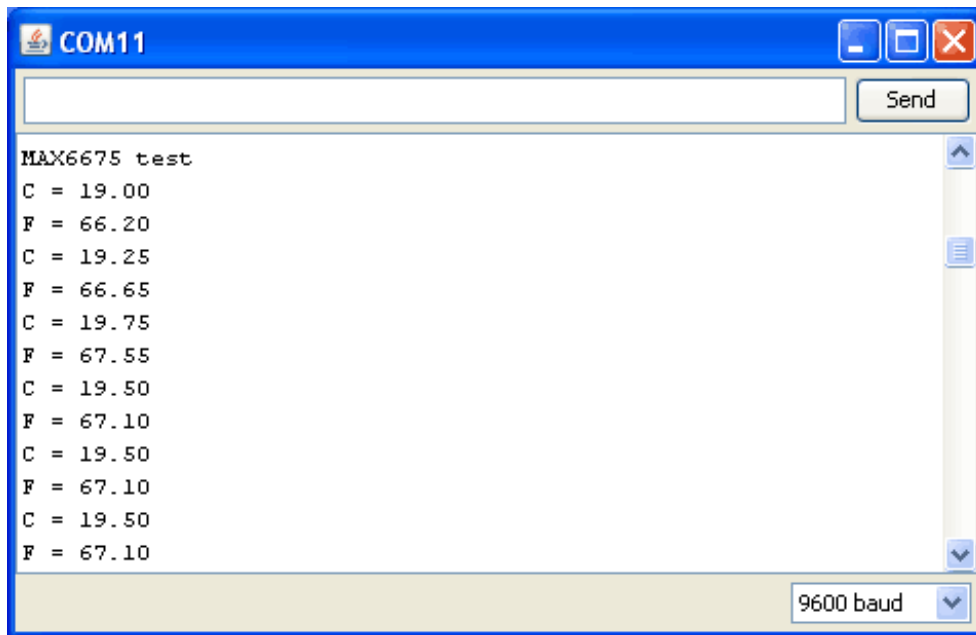 COM11
Send
MAX6675 test
C = 19.00
F = 66.20
C = 19.25
F = 66.65
C = 19.75
F = 67.55
C = 19.50
F = 67.10
C = 19.50
F = 67.10
C = 19.50
F = 67.10
9600 baud